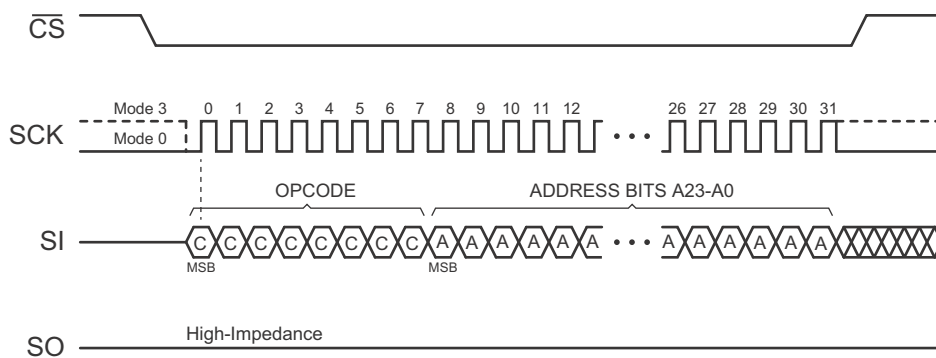 CS
Mode 3
0 1 2 3 4 5 6 7 8 9 10 11 12 26 27 28 29 30 31
SCK
Mode 0
• • •
OPCODE
ADDRESS BITS A23-A0
SI
C C C C C C C C A A A A A A • • • A A A A A A
MSB
MSB
High-Impedance
SO